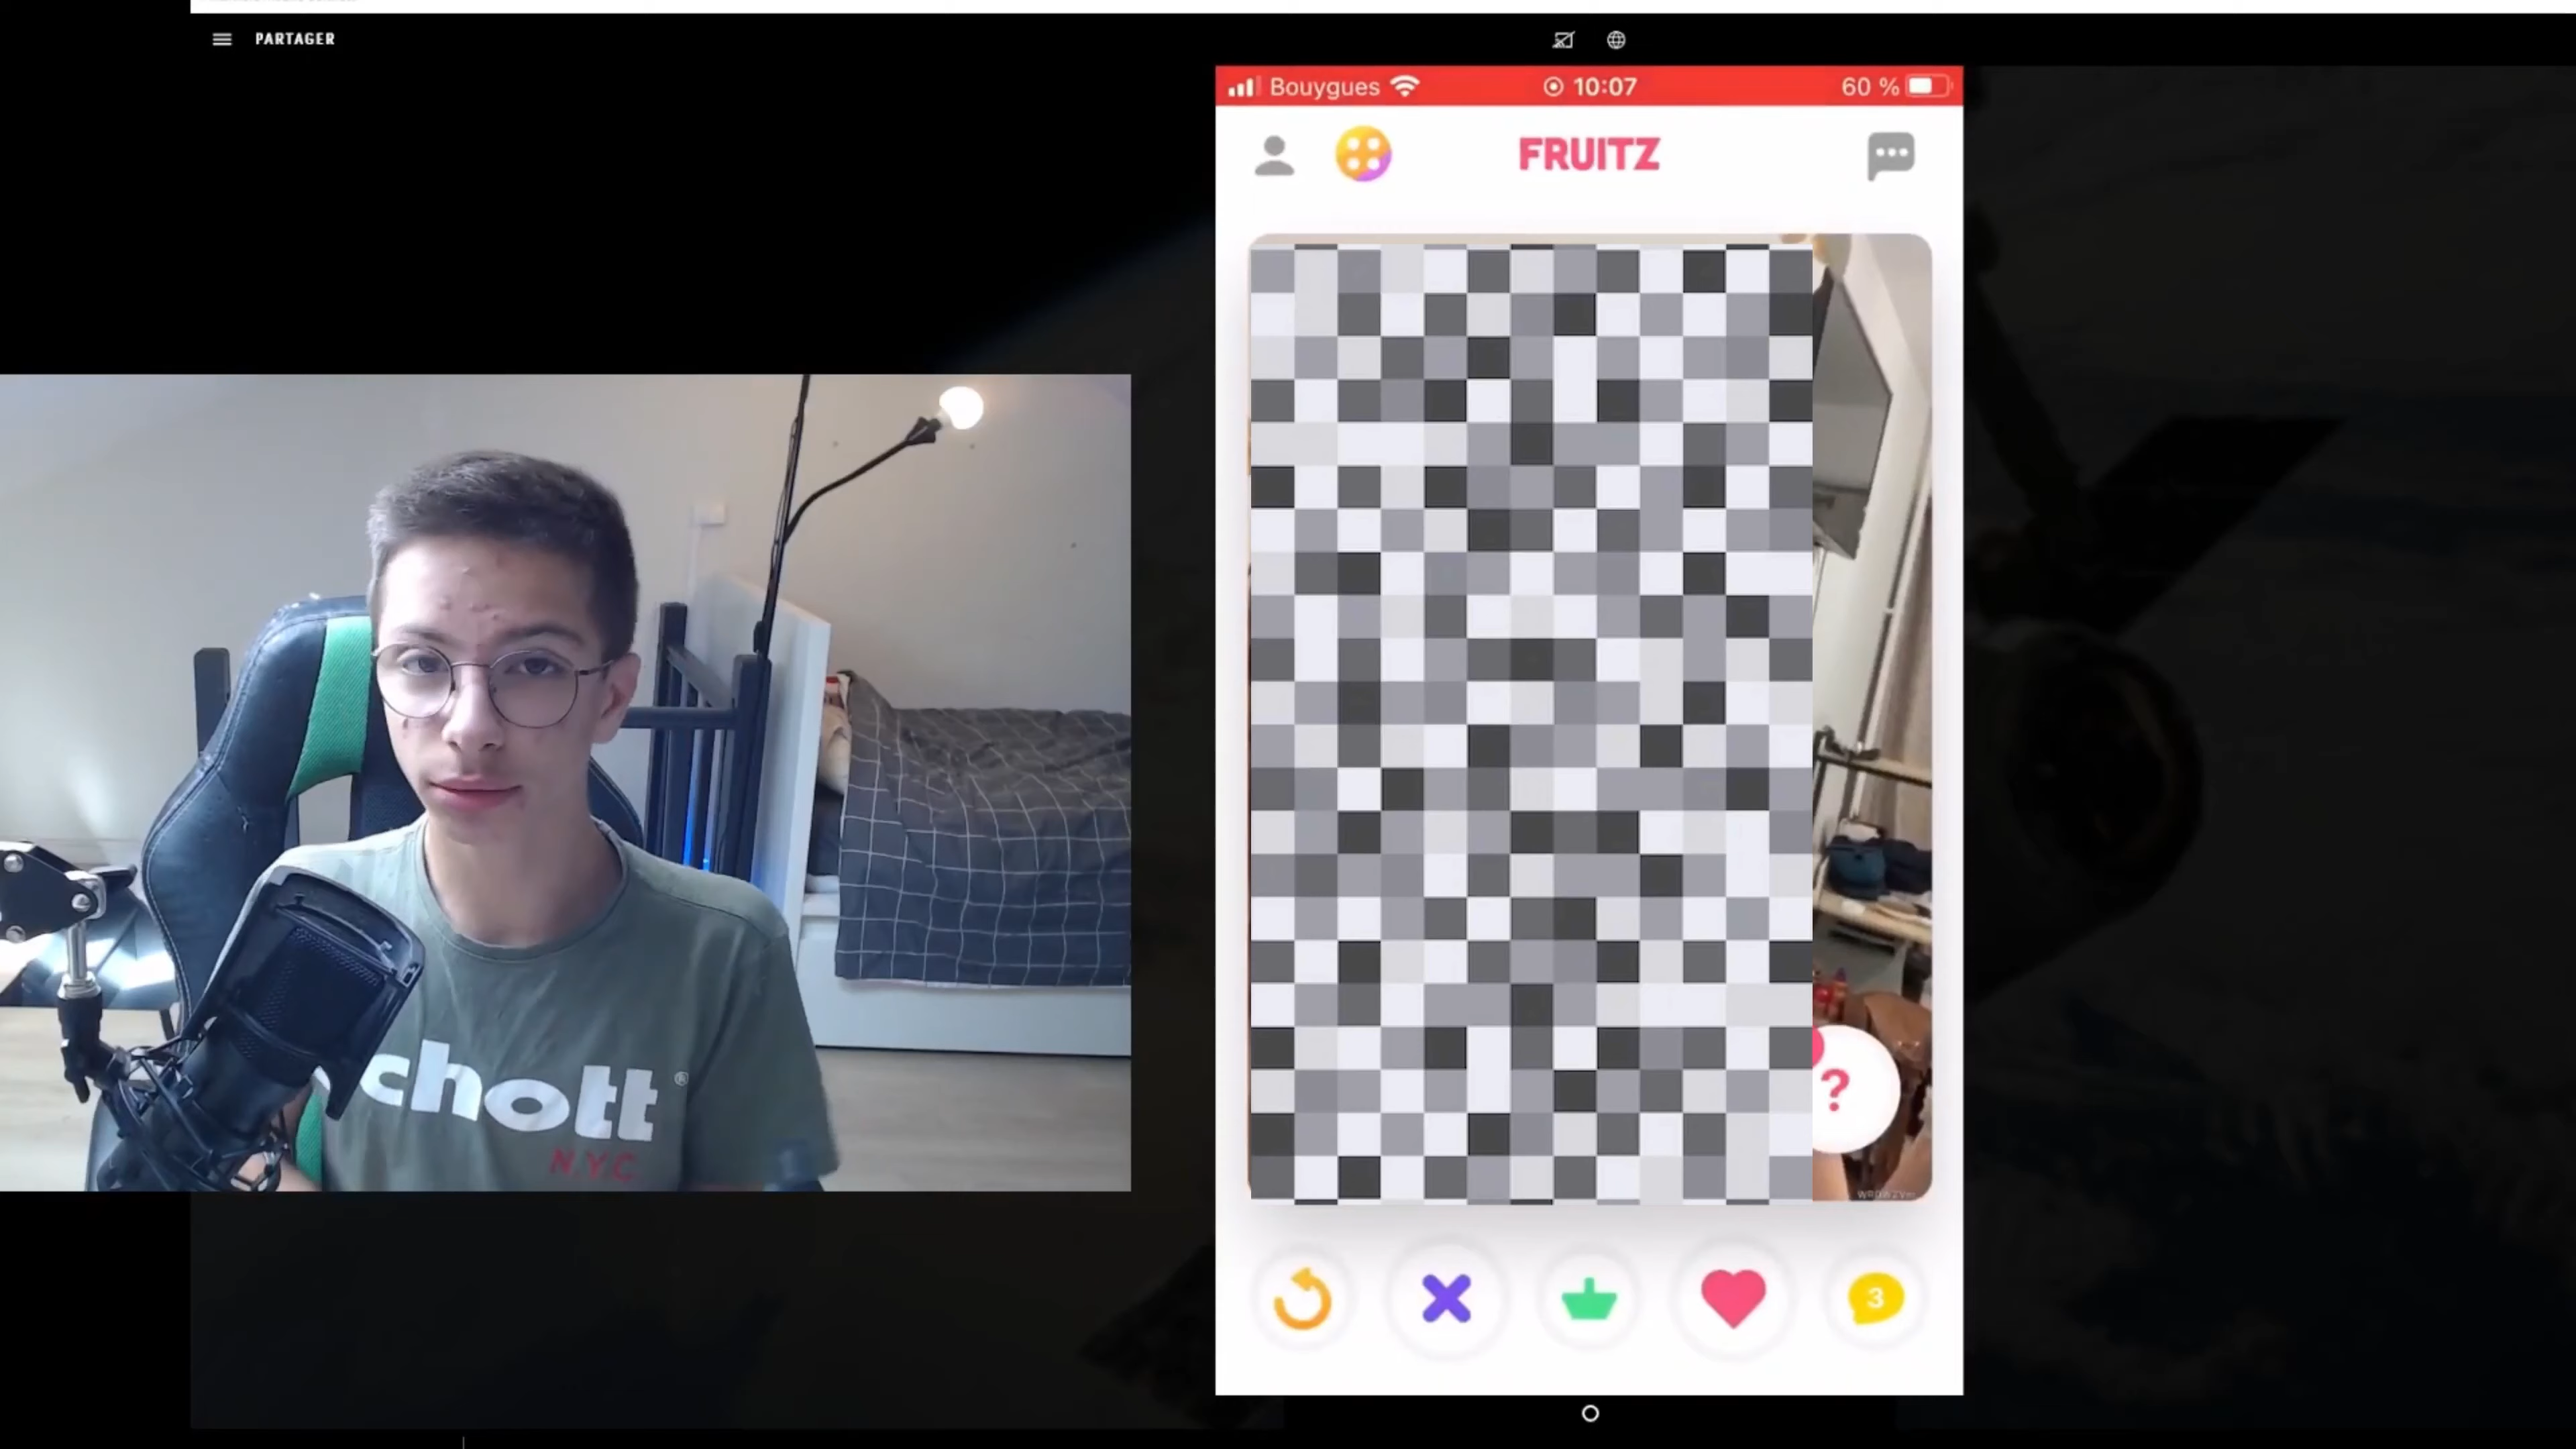 PARTAGER
Bouygues 10:07 60 %
FRUITZ
?
3
chott ®
N.Y.C.